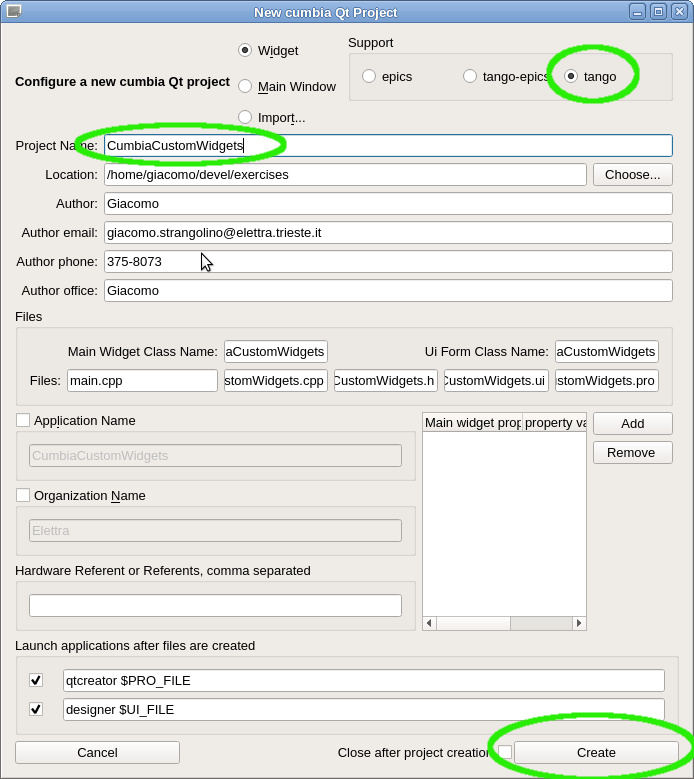 New cumbia Qt Project
Widget
Support
Configure a new cumbia Qt project
epics
tango-epics
tango
Main Window
Import...
Project Name:
CumbiaCustomWidgets
Location:
/home/giacomo/devel/exercises
Choose...
Author:
Giacomo
Author email:
giacomo.strangolino@elettra.trieste.it
Author phone:
375-8073
Author office:
Giacomo
Files
Main Widget Class Name:
aCustomWidgets
Ui Form Class Name:
aCustomWidgets
Files:
main.cpp
stomWidgets.cpp
CustomWidgets.h
CustomWidgets.ui
stomWidgets.pro
Application Name
CumbiaCustomWidgets
Main widget prop
property va
Add
Remove
Organization Name
Elettra
Hardware Referent or Referents, comma separated
Launch applications after files are created
qtcreator $PRO_FILE
designer $UI_FILE
Cancel
Close after project creation
Create